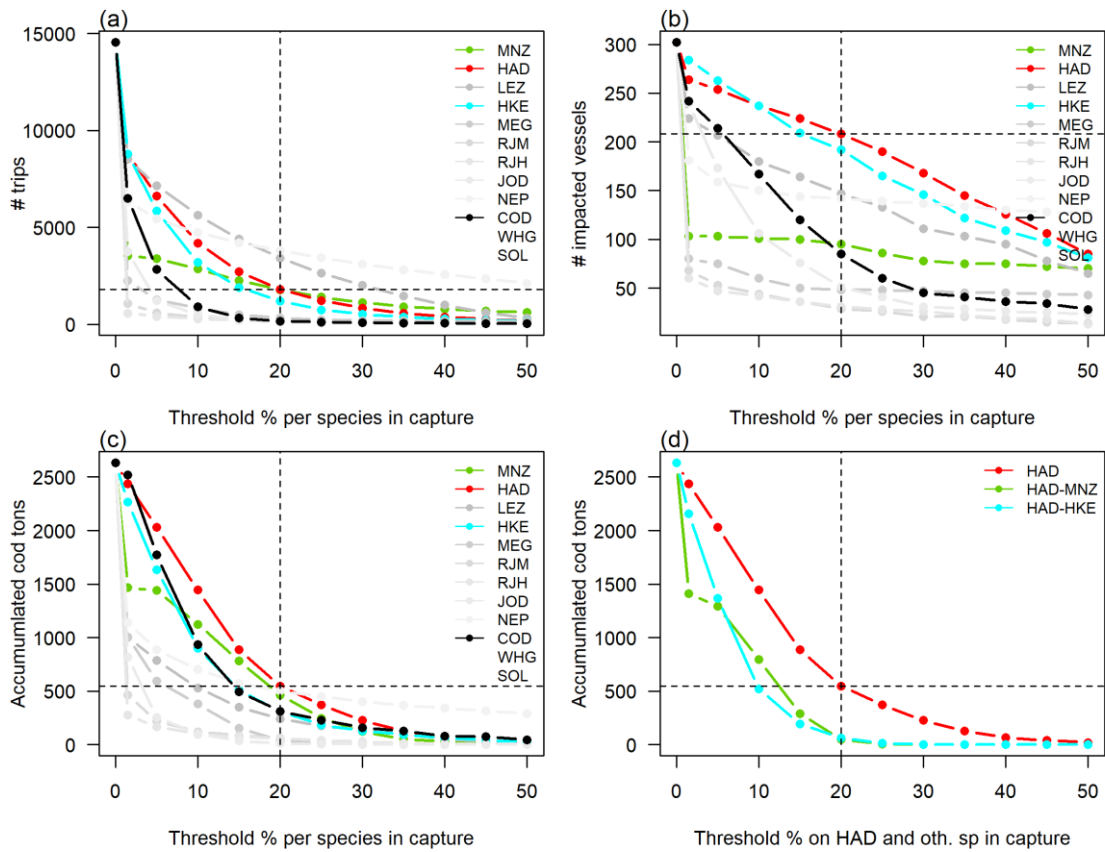 (a)
# trips
15000
10000
5000
0
MNZ
HAD
LEZ
HKE
MEG
RJM
RJH
JOD
NEP
COD
WHG
SOL
0 10 20 30 40 50
Threshold % per species in capture
(b)
# impacted vessels
300
250
200
150
100
50
MNZ
HAD
LEZ
HKE
MEG
RJM
RJH
JOD
NEP
COD
WHG
SOL
0 10 20 30 40 50
Threshold % per species in capture
(c)
Accumulated cod tons
2500
2000
1500
1000
500
0
MNZ
HAD
LEZ
HKE
MEG
RJM
RJH
JOD
NEP
COD
WHG
SOL
0 10 20 30 40 50
Threshold % per species in capture
(d)
Accumulated cod tons
2500
2000
1500
1000
500
0
HAD
HAD-MNZ
HAD-HKE
0 10 20 30 40 50
Threshold % on HAD and oth. sp in capture